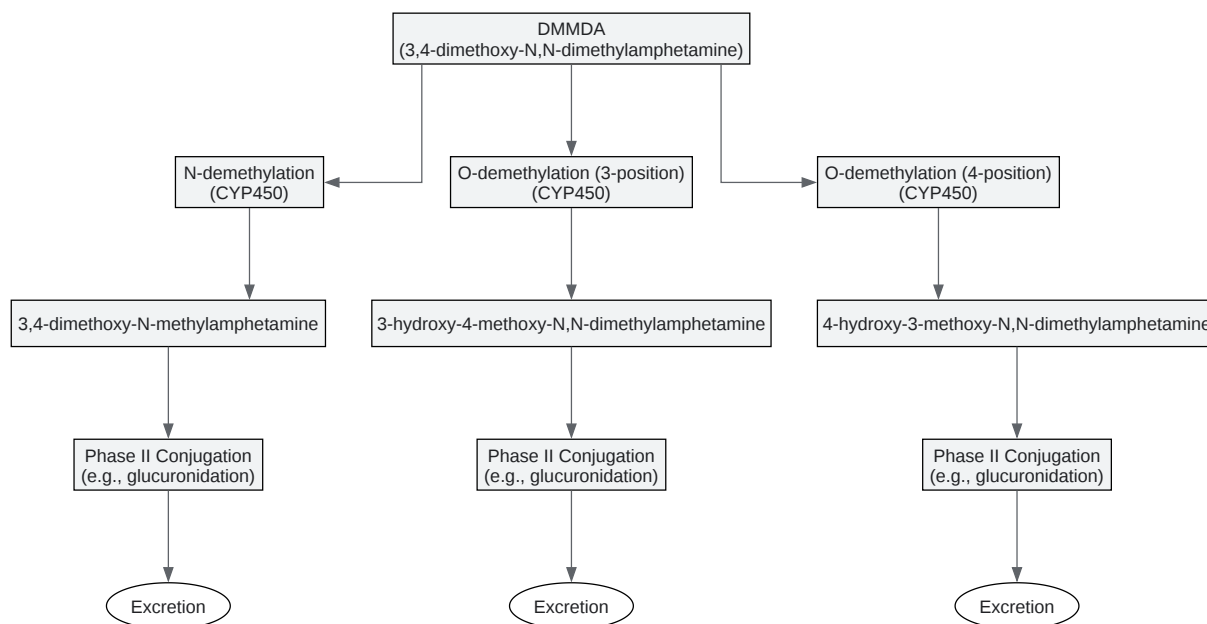 DMMDA
(3,4-dimethoxy-N,N-dimethylamphetamine)
N-demethylation
(CYP450)
O-demethylation (3-position)
(CYP450)
O-demethylation (4-position)
(CYP450)
3,4-dimethoxy-N-methylamphetamine
3-hydroxy-4-methoxy-N,N-dimethylamphetamine
4-hydroxy-3-methoxy-N,N-dimethylamphetamine
Phase II Conjugation
(e.g., glucuronidation)
Phase II Conjugation
(e.g., glucuronidation)
Phase II Conjugation
(e.g., glucuronidation)
Excretion
Excretion
Excretion